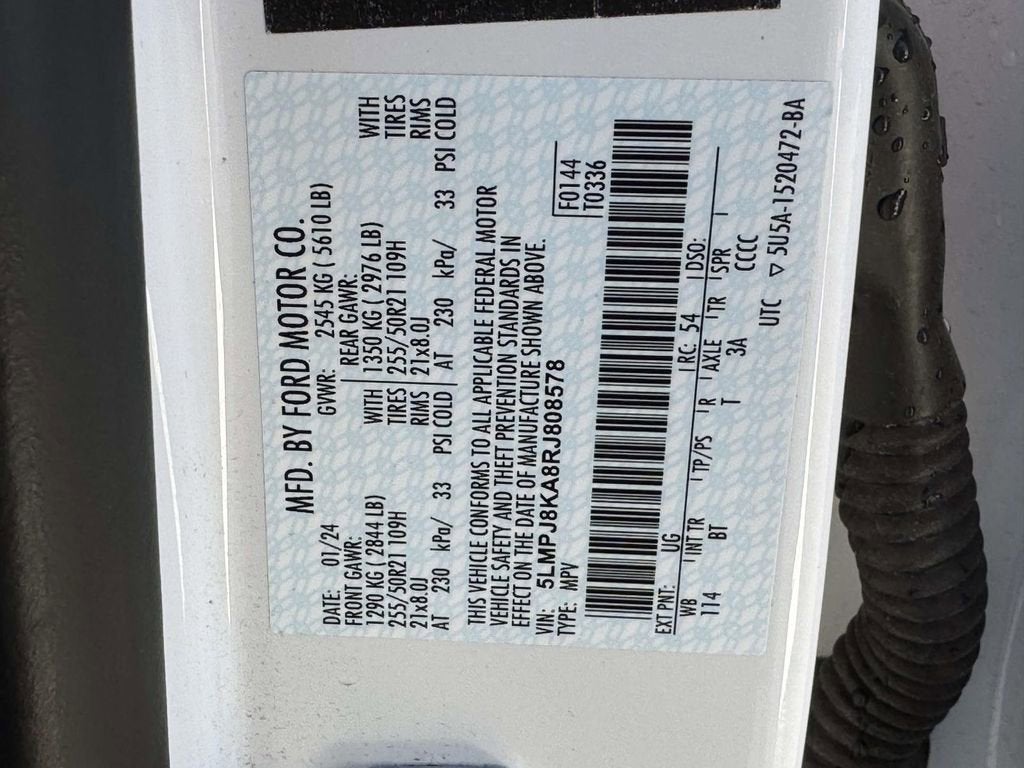 MFD. BY FORD MOTOR CO.
DATE: 01/24 GVWR: 2545 KG ( 5610 LB)
FRONT GAWR: REAR GAWR:
1290 KG ( 2844 LB) WITH 1350 KG ( 2976 LB) WITH
255/50R21 109H TIRES 255/50R21 109H TIRES
21x8.0J RIMS 21x8.0J RIMS
AT 230 kPa/ 33 PSI COLD AT 230 kPa/ 33 PSI COLD
THIS VEHICLE CONFORMS TO ALL APPLICABLE FEDERAL MOTOR
VEHICLE SAFETY AND THEFT PREVENTION STANDARDS IN
EFFECT ON THE DATE OF MANUFACTURE SHOWN ABOVE.
VIN: 5LMPJ8KA8RJ808578 F0144
TYPE: MPV T0336
EXT PNT: UG RC: 54 DSO:
WB INT TR TP/PS R AXLE TR SPR
114 BT T 3A CCCC
UTC ▽ 5U5A-1520472-BA